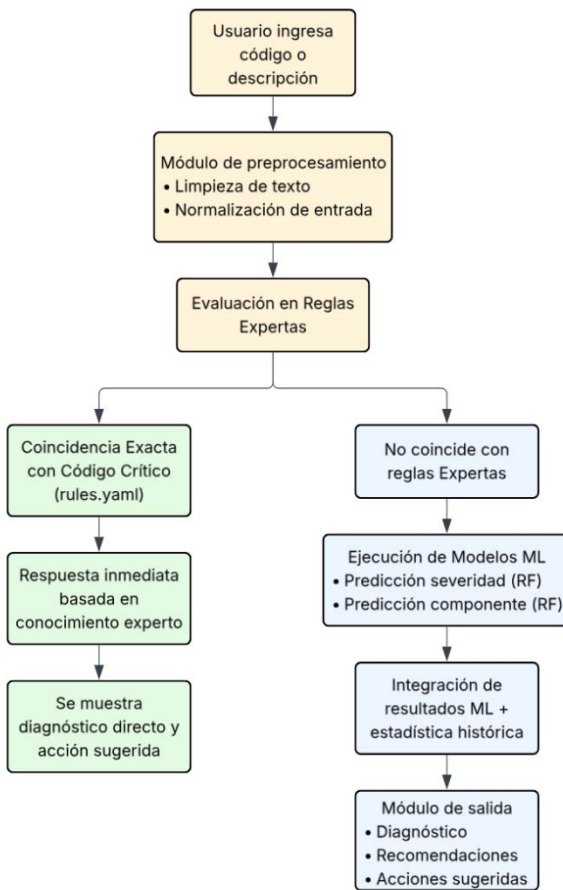 Usuario ingresa
código o
descripción
Módulo de preprocesamiento
• Limpieza de texto
• Normalización de entrada
Evaluación en Reglas
Expertas
Coincidencia Exacta
con Código Crítico
(rules.yaml)
Respuesta inmediata
basada en
conocimiento experto
Se muestra
diagnóstico directo y
acción sugerida
No coincide con
reglas Expertas
Ejecución de Modelos ML
• Predicción severidad (RF)
• Predicción componente (RF)
Integración de
resultados ML +
estadística histórica
Módulo de salida
• Diagnóstico
• Recomendaciones
• Acciones sugeridas